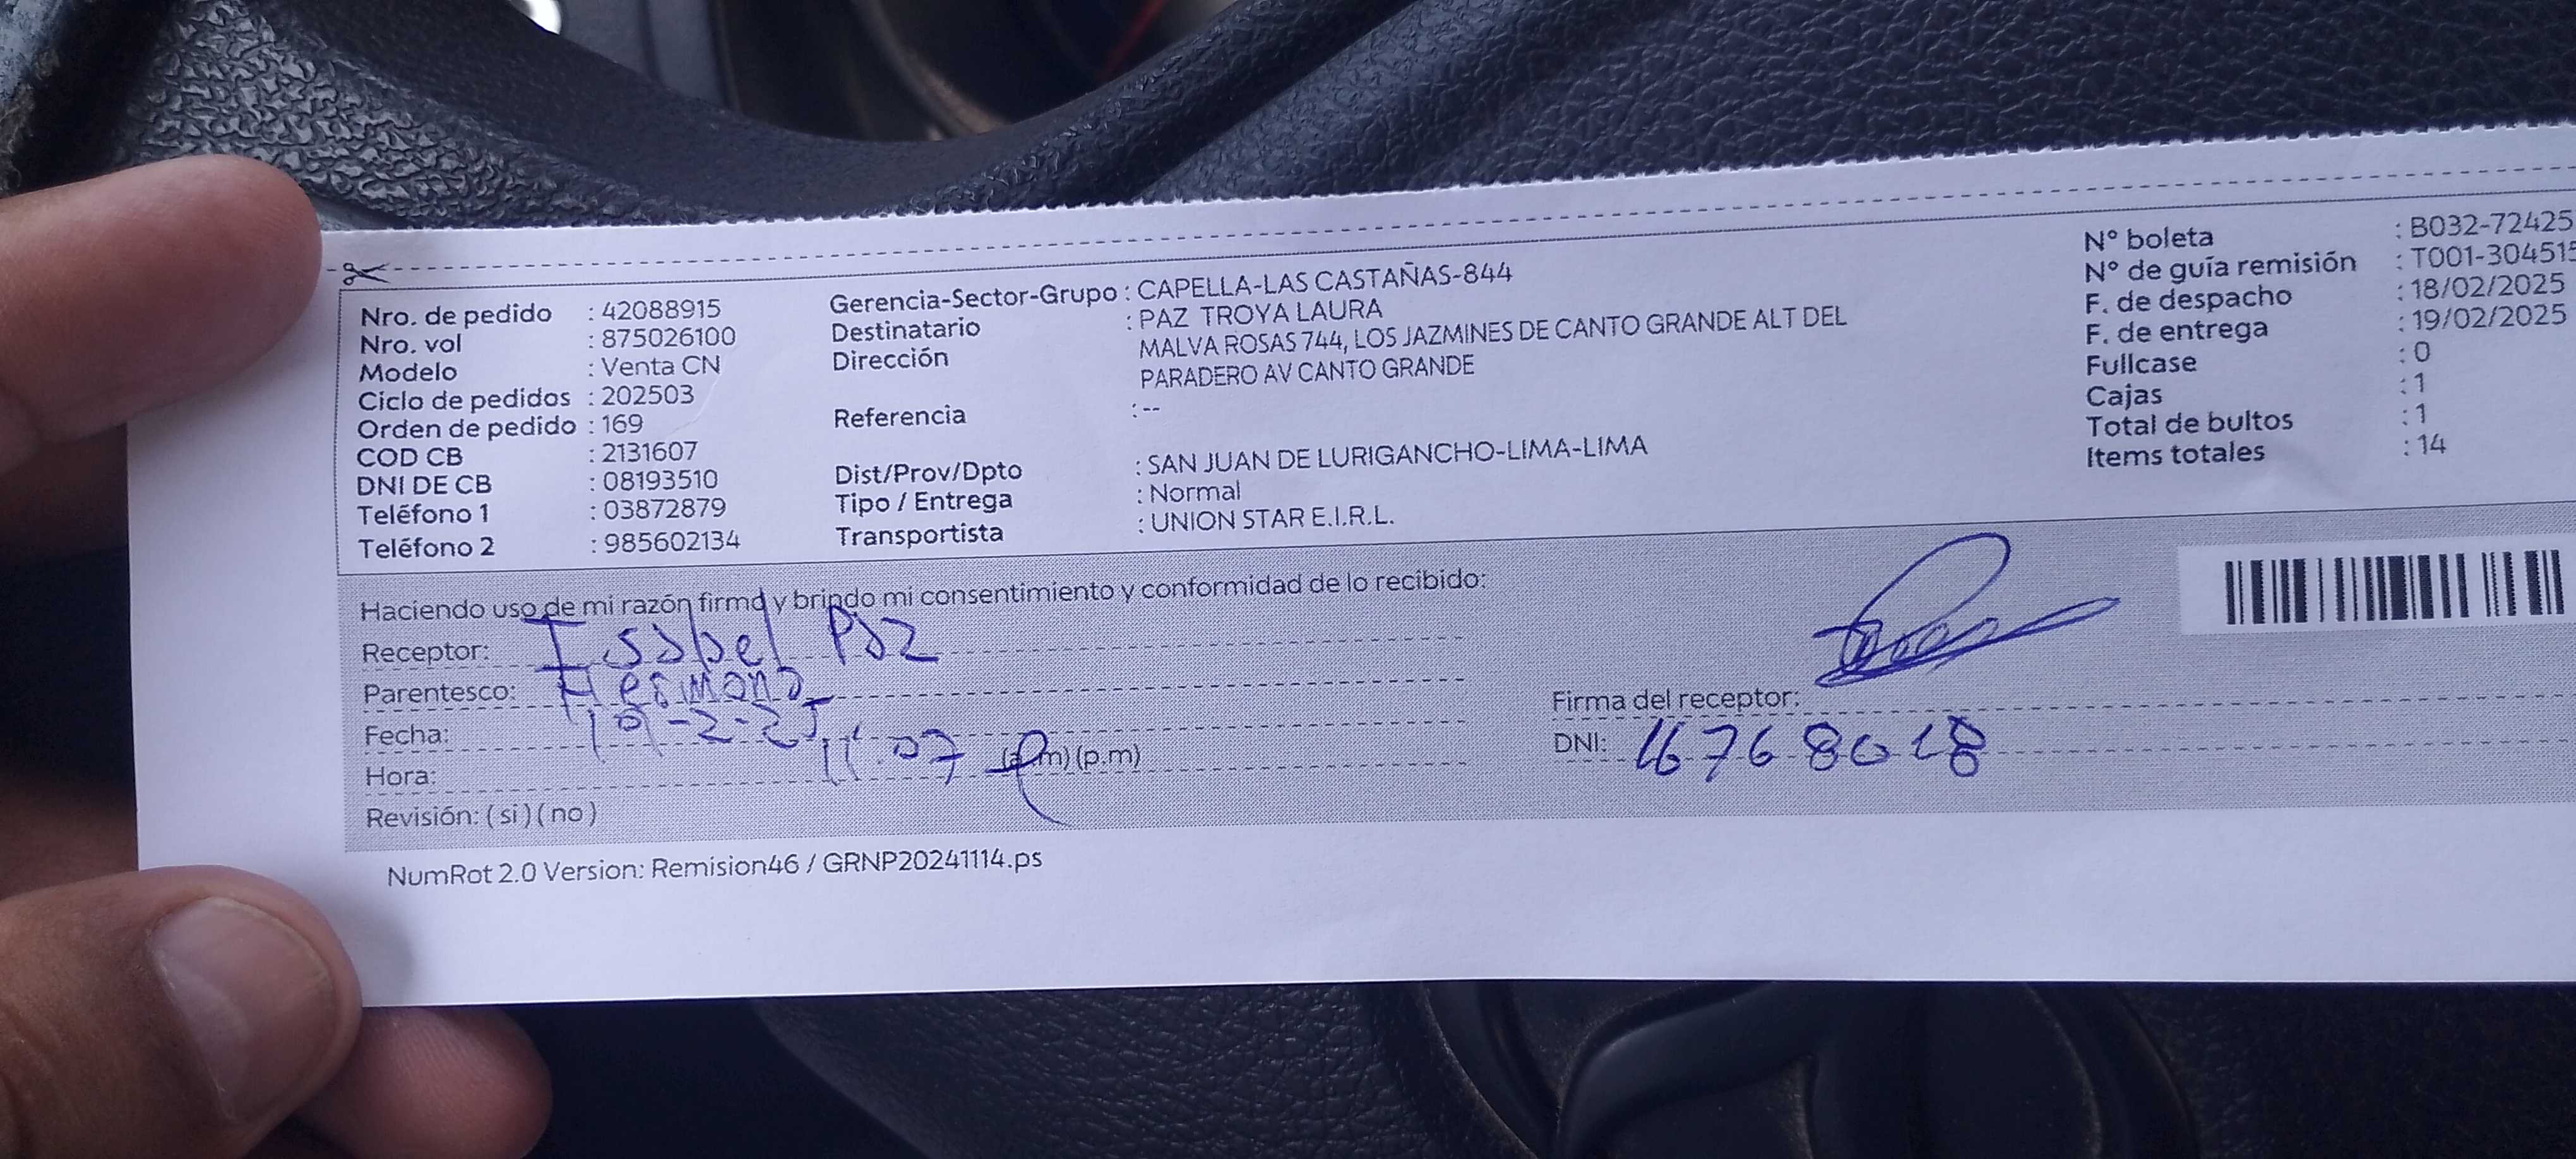 Nro. de pedido : 42088915
Nro. vol : 875026100
Modelo : Venta CN
Ciclo de pedidos : 202503
Orden de pedido : 169
COD CB : 2131607
DNI DE CB : 08193510
Teléfono 1 : 03872879
Teléfono 2 : 985602134
Gerencia-Sector-Grupo : CAPELLA-LAS CASTAÑAS-844
Destinatario : PAZ TROYA LAURA
Dirección MALVA ROSAS 744, LOS JAZMINES DE CANTO GRANDE ALT DEL
PARADERO AV CANTO GRANDE
Referencia : --
Dist/Prov/Dpto : SAN JUAN DE LURIGANCHO-LIMA-LIMA
Tipo / Entrega : Normal
Transportista : UNION STAR E.I.R.L.
N° boleta : B032-72425
N° de guía remisión : T001-304515
F. de despacho : 18/02/2025
F. de entrega : 19/02/2025
Fullcase : 0
Cajas : 1
Total de bultos : 1
Items totales : 14
Haciendo uso de mi razón firmo y brindo mi consentimiento y conformidad de lo recibido:
Receptor: Issbel Paz
Parentesco: Hermana
Fecha: 19-2-25
Hora: 11:07 (a.m) (p.m)
Revisión: ( si ) ( no )
Firma del receptor:
DNI: 16768018
NumRot 2.0 Version: Remision46 / GRNP20241114.ps